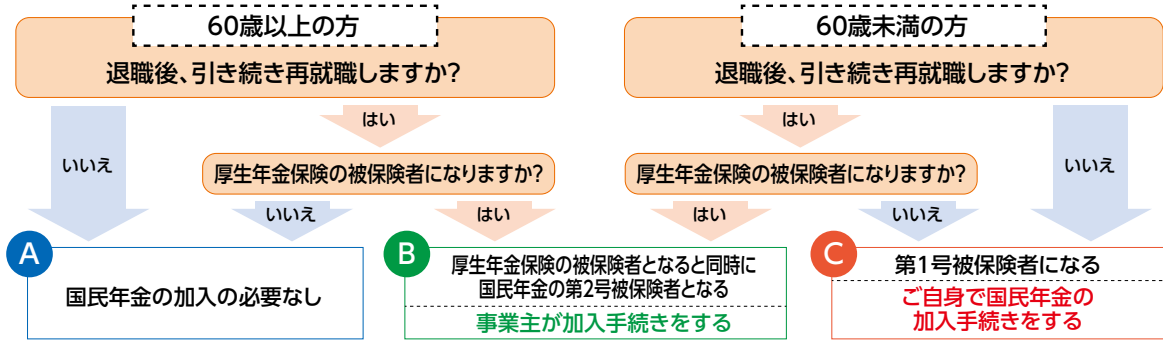 60歳以上の方
退職後、引き続き再就職しますか?
いいえ
はい
厚生年金保険の被保険者になりますか?
いいえ
はい
60歳未満の方
退職後、引き続き再就職しますか?
はい
いいえ
厚生年金保険の被保険者になりますか?
はい
いいえ
A
国民年金の加入の必要なし
B
厚生年金保険の被保険者となると同時に
国民年金の第2号被保険者となる
事業主が加入手続きをする
C
第1号被保険者になる
ご自身で国民年金の
加入手続きをする